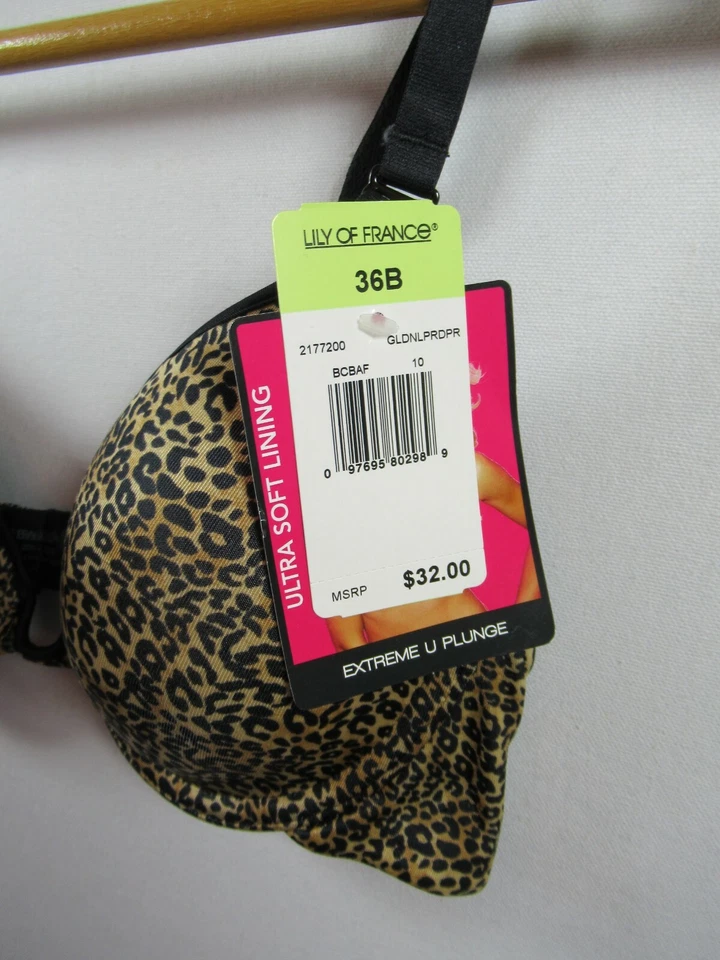 LILY OF FRANCE®
36B
2177200 GLDNLPRDPR
BCBAF 10
0 97695 80298 9
MSRP $32.00
ULTRA SOFT LINING
EXTREME U PLUNGE